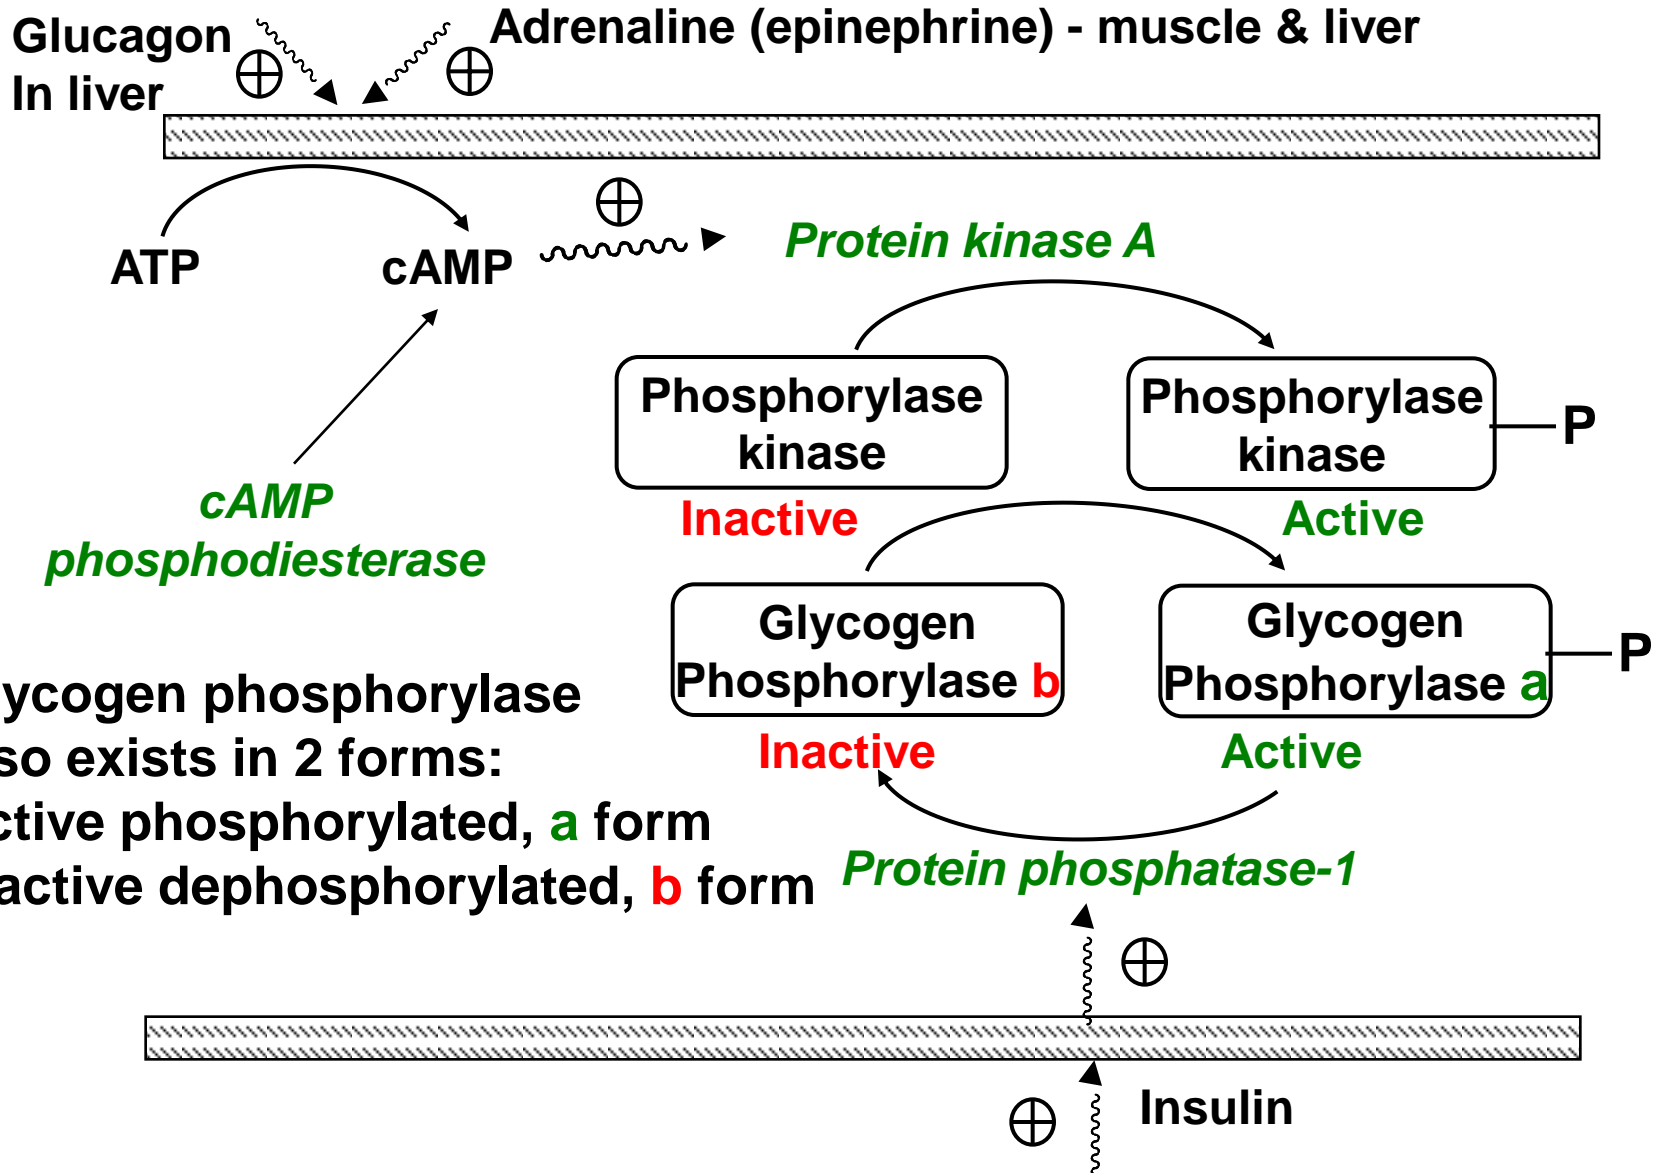 Glucagon
In liver
Adrenaline (epinephrine) - muscle & liver
ATP
cAMP
Protein kinase A
Phosphorylase
kinase
Inactive
Phosphorylase
kinase
P
Active
cAMP
phosphodiesterase
Glycogen
Phosphorylase b
Inactive
Glycogen
Phosphorylase a
P
Active
ycogen phosphorylase
so exists in 2 forms:
ctive phosphorylated, a form
active dephosphorylated, b form
Protein phosphatase-1
Insulin